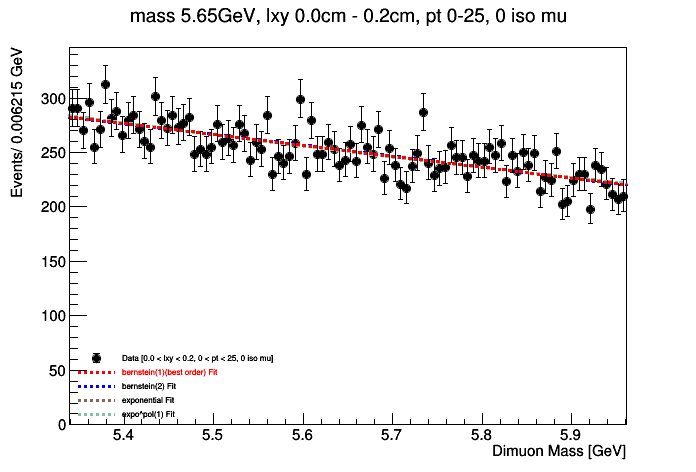 mass 5.65GeV, lxy 0.0cm - 0.2cm, pt 0-25, 0 iso mu
Events/ 0.006215 GeV
300
250
200
150
100
50
0
Data [0.0 < lxy < 0.2, 0 < pt < 25, 0 iso mu]
bernstein(1)(best order) Fit
bernstein(2) Fit
exponential Fit
expo*pol(1) Fit
5.4 5.5 5.6 5.7 5.8 5.9
Dimuon Mass [GeV]